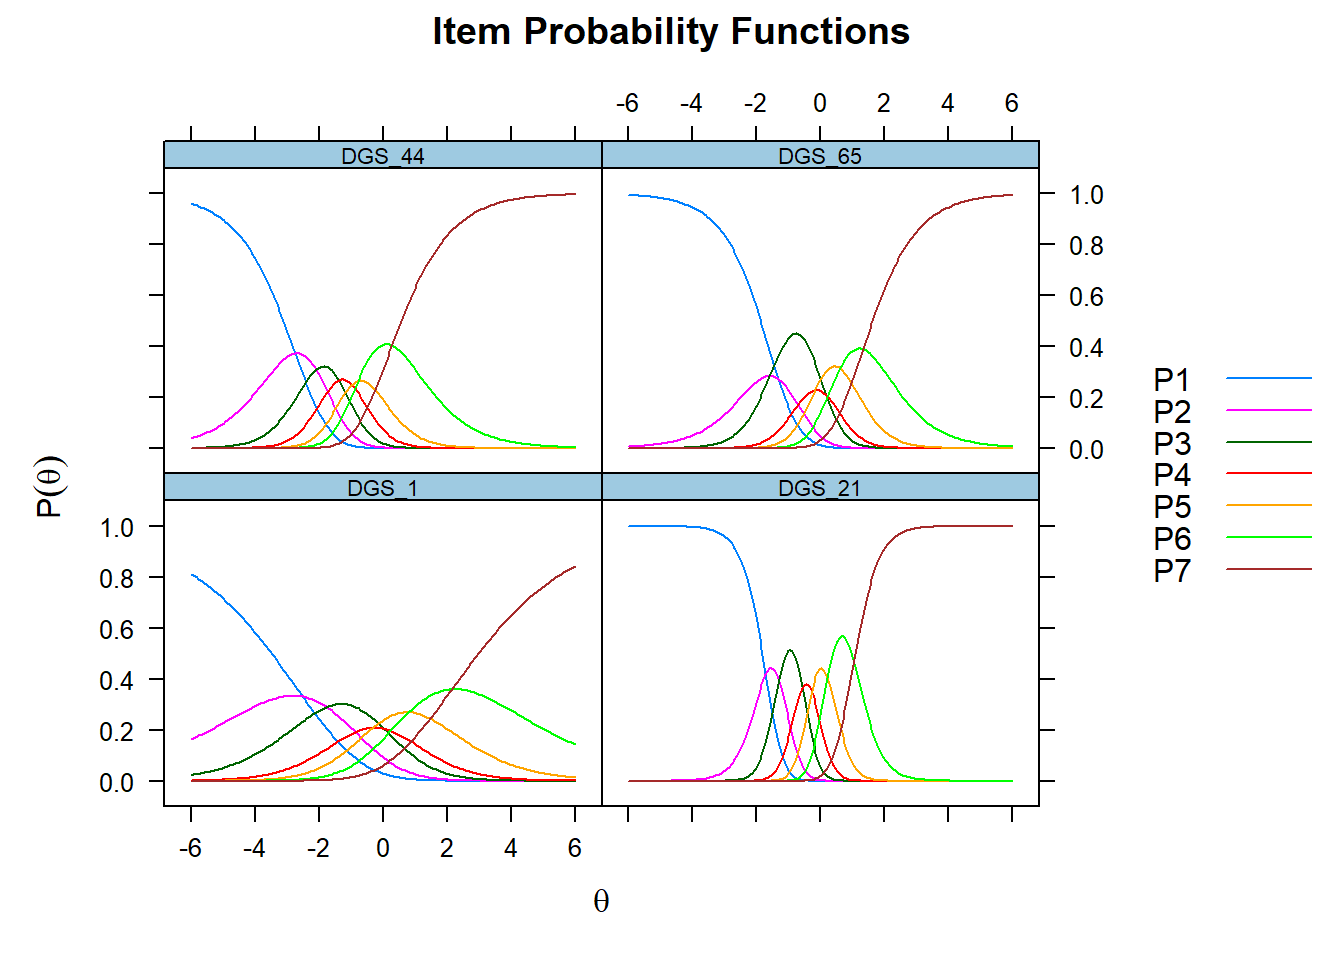 Item Probability Functions
-6 -4 -2 0 2 4 6
DGS_44 DGS_65
1.0
0.8
0.6
0.4
0.2
0.0
DGS_1 DGS_21
1.0
0.8
0.6
0.4
0.2
0.0
-6 -4 -2 0 2 4 6
P(θ)
θ
P1
P2
P3
P4
P5
P6
P7